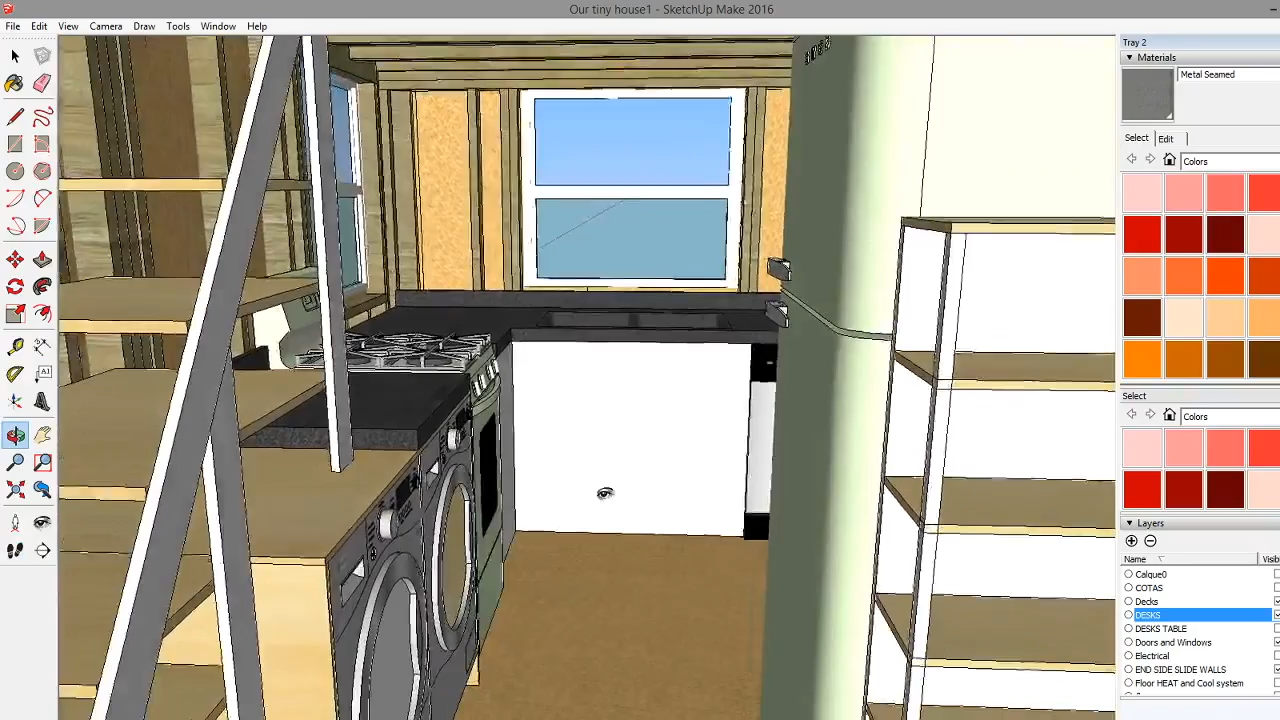 Our tiny house1 - SketchUp Make 2016
File Edit View Camera Draw Tools Window Help
Tray 2
Materials
Metal Seamed
Select Edit
Colors
A1
Select
Colors
Layers
Name Visib
Calque0
COTAS
Decks
DESKS
DESKS TABLE
Doors and Windows
Electrical
END SIDE SLIDE WALLS
Floor HEAT and Cool system